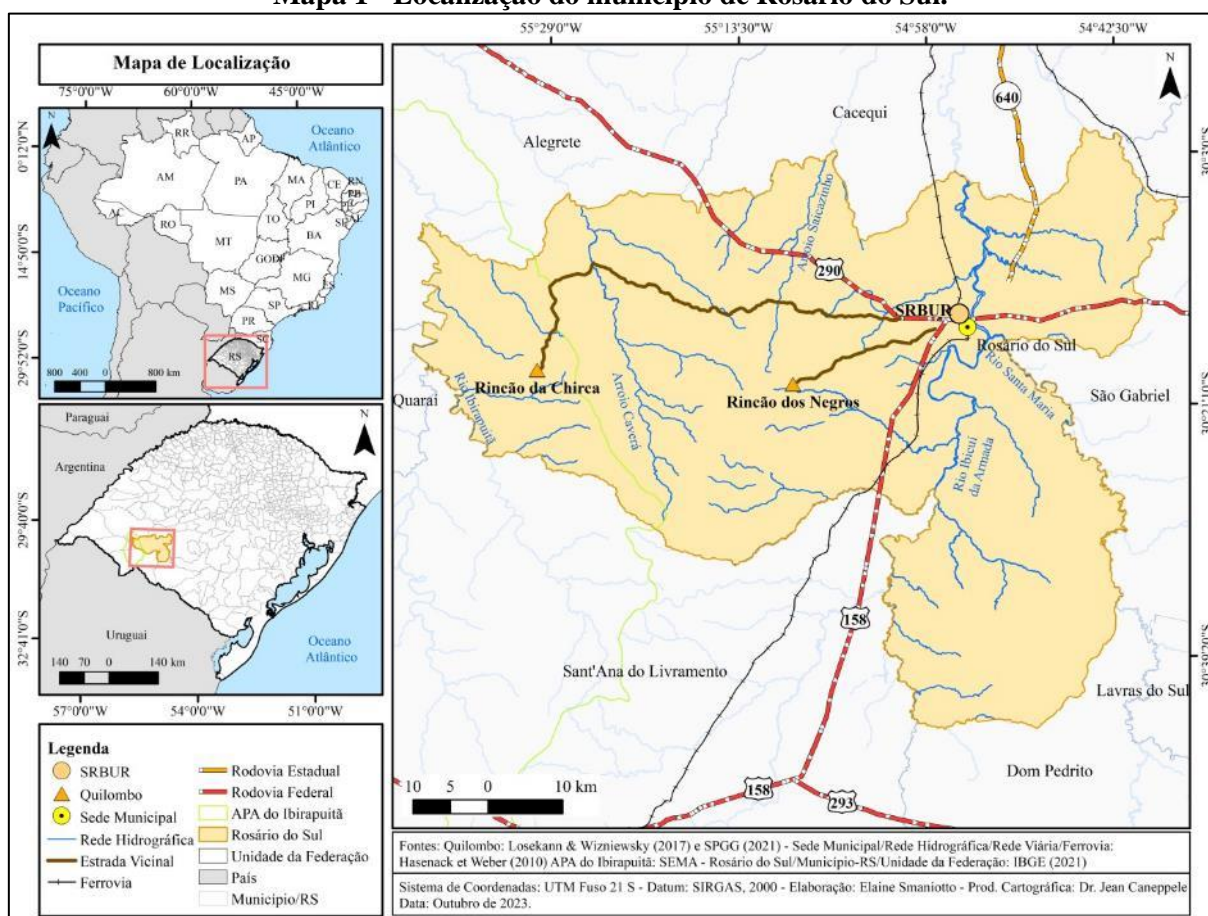 Mapa 1 - Localização do município de Rosário do Sul.
Mapa de Localização
75°0'0"W 60°0'0"W 45°0'0"W
0°12'0"N
14°50'0"S
29°52'0"S
N
Oceano
Atlântico
Oceano
Pacífico
RR
AP
AM
PA
MA
CE
RN
PB
PI
AC
RO
TO
SE
AL
BA
MT
GO
DF
MG
ES
MS
SP
RJ
PR
SC
RS
800 400 0 800 km
Paraguai
Argentina
Uruguai
Oceano
Atlântico
N
29°40'0"S
32°41'0"S
140 70 0 140 km
57°0'0"W 54°0'0"W 51°0'0"W
Legenda
SRBUR
Quilombo
Sede Municipal
Rede Hidrográfica
Estrada Vicinal
Ferrovia
Rodovia Estadual
Rodovia Federal
APA do Ibirapuitã
Rosário do Sul
Unidade da Federação
País
Município/RS
55°29'0"W 55°13'30"W 54°58'0"W 54°42'30"W
N
Cacequi
640
Alegrete
Arroio Saicazinho
290
SRBUR
Rosário do Sul
Rio Santa Maria
São Gabriel
Rincão da Chirca
Rincão dos Negros
Quarai
Rio Ibirapuitã
Arroio Caverá
Rio Ibicuí
da Armada
158
Sant'Ana do Livramento
Lavras do Sul
Dom Pedrito
158
293
10 5 0 10 km
Fontes: Quilombo: Losekann & Wizniewsky (2017) e SPGG (2021) - Sede Municipal/Rede Hidrográfica/Rede Viária/Ferrovia:
Hasenack et Weber (2010) APA do Ibirapuitã: SEMA - Rosário do Sul/Município-RS/Unidade da Federação: IBGE (2021)
Sistema de Coordenadas: UTM Fuso 21 S - Datum: SIRGAS, 2000 - Elaboração: Elaine Smaniotto - Prod. Cartográfica: Dr. Jean Caneppele
Data: Outubro de 2023.